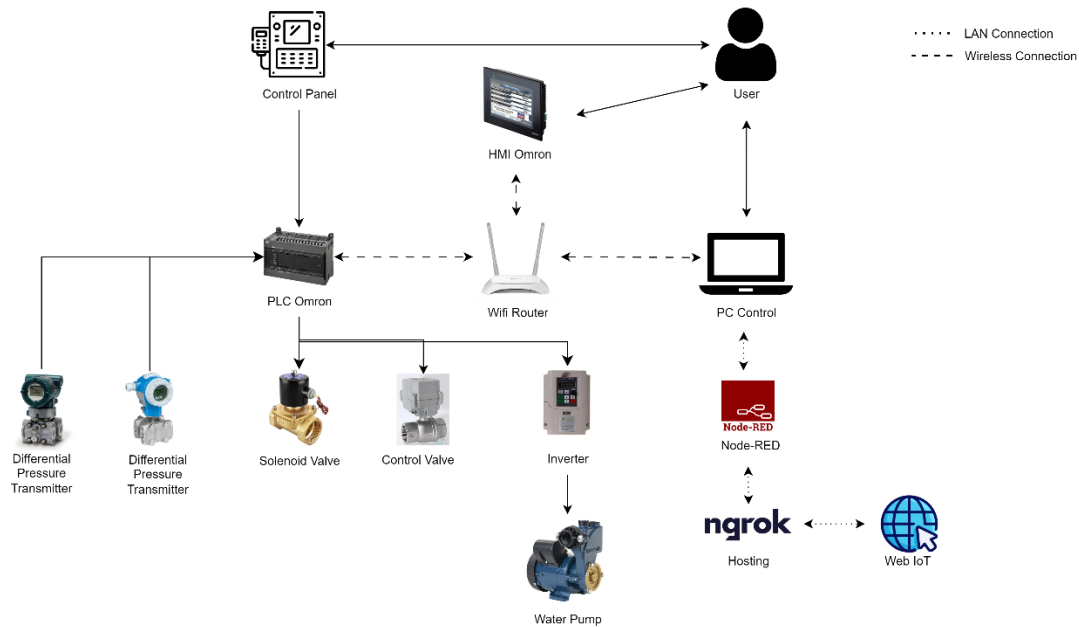 LAN Connection
Wireless Connection
Control Panel
User
HMI Omron
PLC Omron
Wifi Router
PC Control
Node-RED
Node-RED
Differential
Pressure
Transmitter
Differential
Pressure
Transmitter
Solenoid Valve
Control Valve
Inverter
ngrok
Hosting
Web IoT
Water Pump